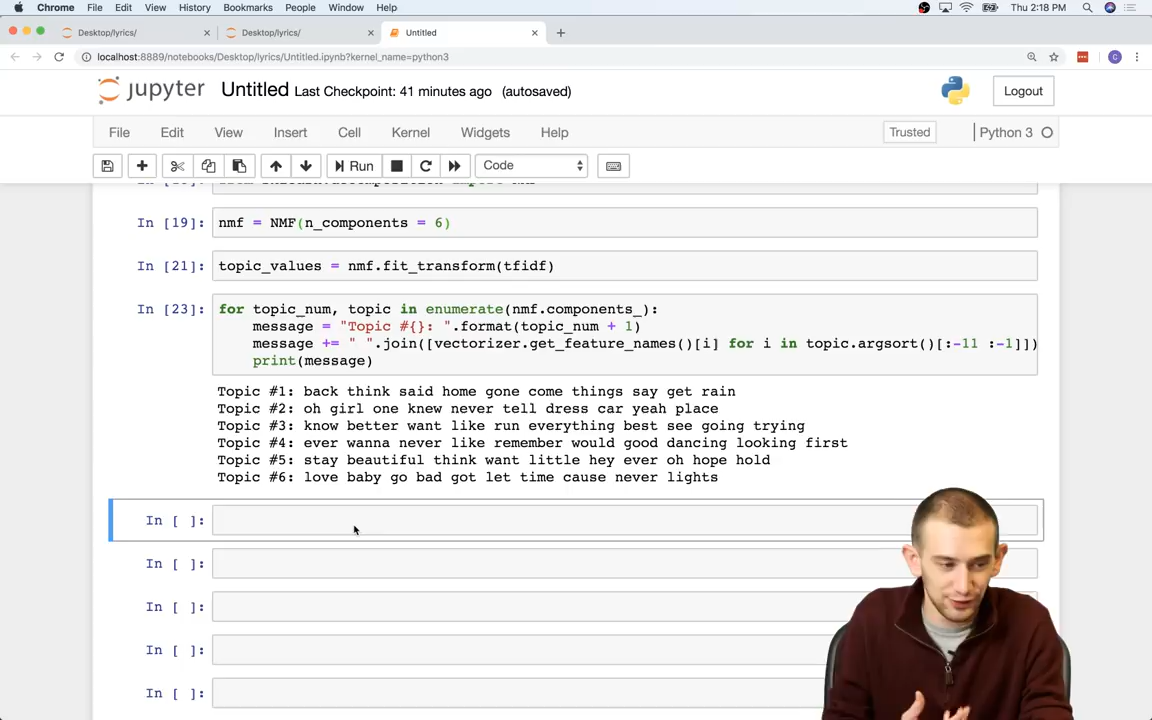 Chrome File Edit View History Bookmarks People Window Help Thu 2:18 PM
Desktop/lyrics/ Desktop/lyrics/ Untitled
localhost:8889/notebooks/Desktop/lyrics/Untitled.ipynb?kernel_name=python3
jupyter Untitled Last Checkpoint: 41 minutes ago (autosaved) Logout
File Edit View Insert Cell Kernel Widgets Help Trusted Python 3
Run Code
In [19]: nmf = NMF(n_components = 6)
In [21]: topic_values = nmf.fit_transform(tfidf)
In [23]: for topic_num, topic in enumerate(nmf.components_):
message = "Topic #{}: ".format(topic_num + 1)
message += " ".join([vectorizer.get_feature_names()[i] for i in topic.argsort()[:-11 :-1]])
print(message)
Topic #1: back think said home gone come things say get rain
Topic #2: oh girl one knew never tell dress car yeah place
Topic #3: know better want like run everything best see going trying
Topic #4: ever wanna never like remember would good dancing looking first
Topic #5: stay beautiful think want little hey ever oh hope hold
Topic #6: love baby go bad got let time cause never lights
In [ ]:
In [ ]:
In [ ]:
In [ ]:
In [ ]: